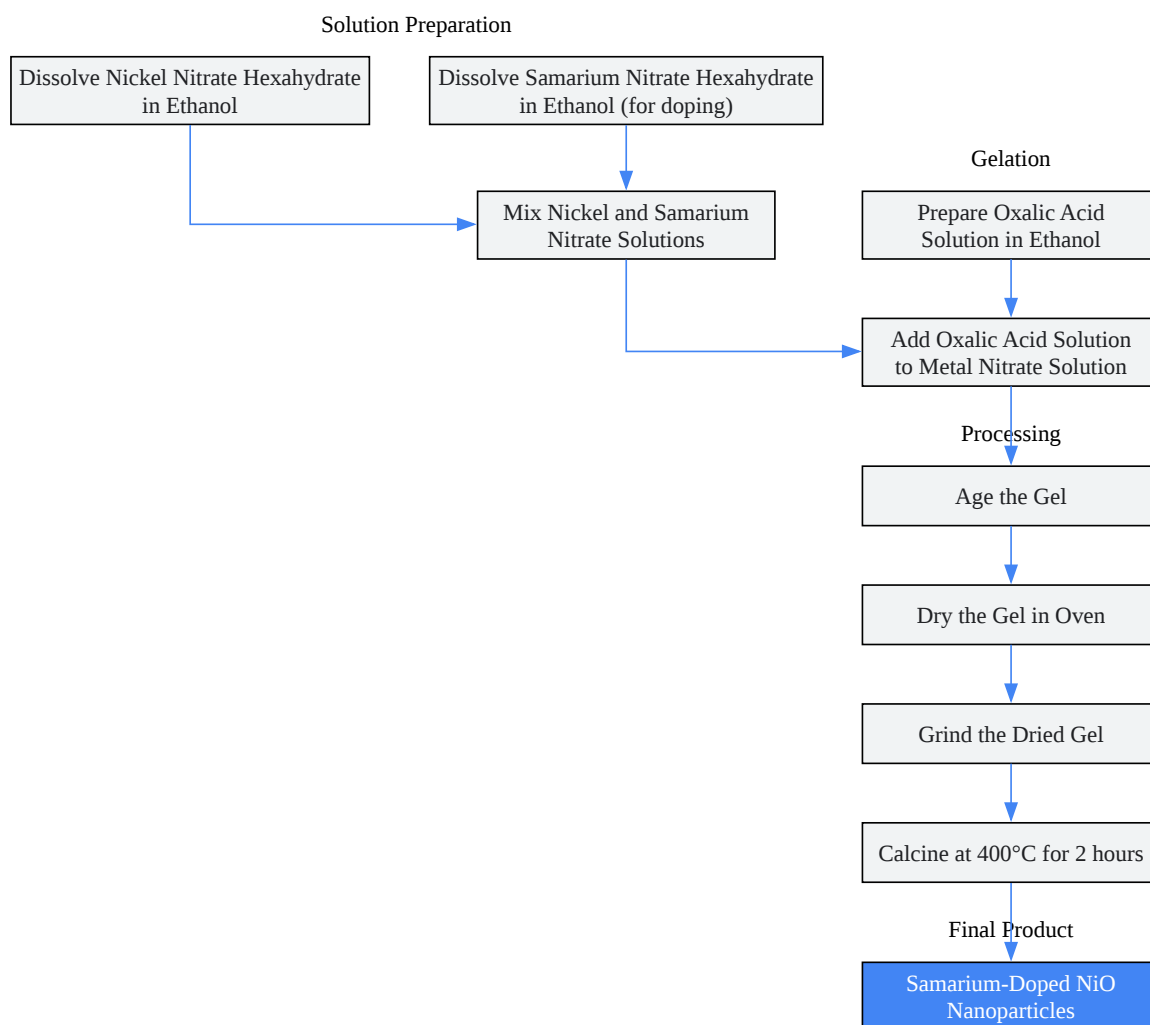 Solution Preparation
Dissolve Nickel Nitrate Hexahydrate
in Ethanol
Dissolve Samarium Nitrate Hexahydrate
in Ethanol (for doping)
Mix Nickel and Samarium
Nitrate Solutions
Gelation
Prepare Oxalic Acid
Solution in Ethanol
Add Oxalic Acid Solution
to Metal Nitrate Solution
Processing
Age the Gel
Dry the Gel in Oven
Grind the Dried Gel
Calcine at 400°C for 2 hours
Final Product
Samarium-Doped NiO
Nanoparticles